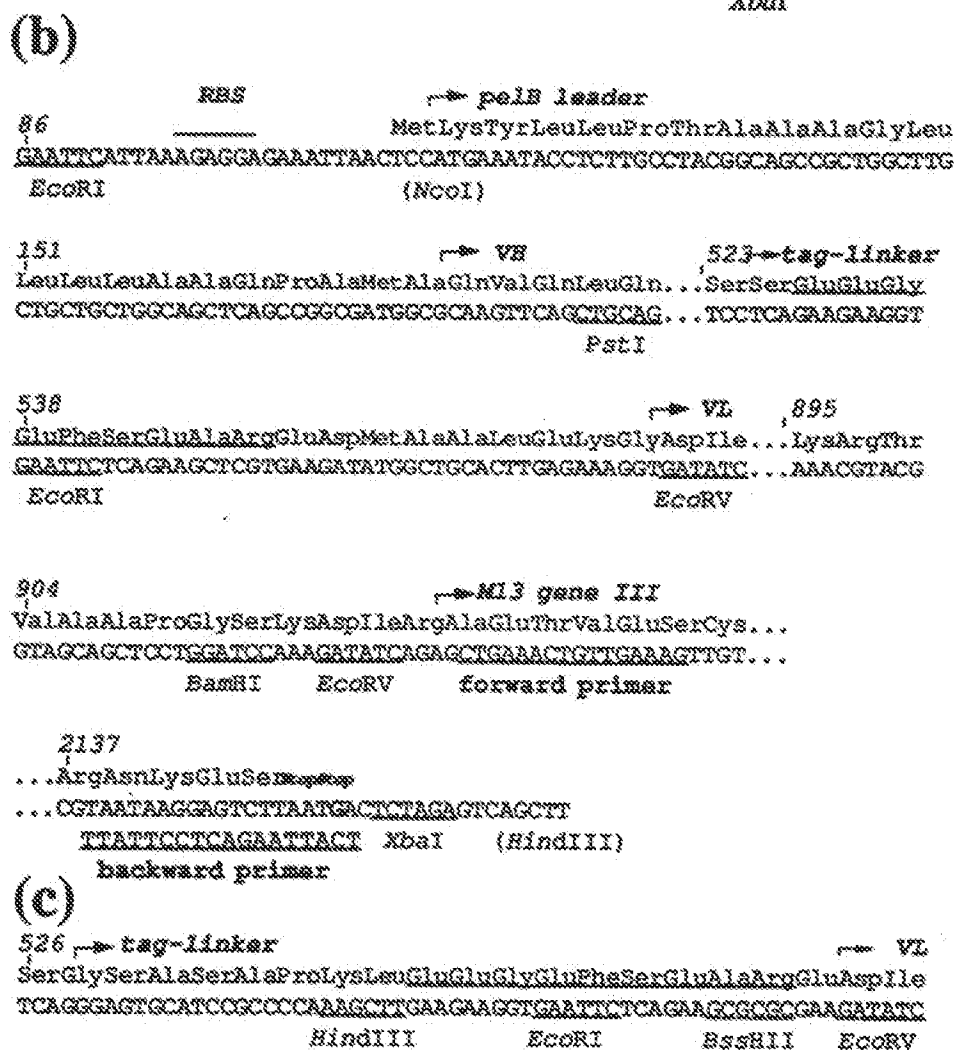 XbaI
(b)
RBS pelB leader
86 MetLysTyrLeuLeuProThrAlaAlaAlaGlyLeu
GAATTCATTAAAGAGGAGAAATTAACTCCATGAAATACCTCTTGCCTACGGCAGCCGCTGGCTTG
EcoRI (NcoI)
151 VH 523 tag-linker
LeuLeuLeuAlaAlaGlnProAlaMetAlaGlnValGlnLeuGln...SerSerGluGluGly
CTGCTGCTGGCAGCTCAGCCGGCGATGGCGCAAGTTCAGCTGCAG...TCCTCAGAAGAAGGT
PstI
538 VL 895
GluPheSerGluAlaArgGluAspMetAlaAlaLeuGluLysGlyAspIle...LysArgThr
GAATTCTCAGAAGCTCGTGAAGATATGGCTGCACTTGAGAAAGGTGATATC...AAACGTACG
EcoRI EcoRV
904 M13 gene III
ValAlaAlaProGlySerLysAspIleArgAlaGluThrValGluSerCys...
GTAGCAGCTCCTGGATCCAAAGATATCAGAGCTGAAACTGTTGAAAGTTGT...
BamHI EcoRV forward primer
2137
...ArgAsnLysGluSer
...CGTAATAAGGAGTCTTAATGACTCTAGAGTCAGCTT
TTATTCCTCAGAATTACT XbaI (HindIII)
backward primer
(c)
526 tag-linker VL
SerGlySerAlaSerAlaProLysLeuGluGluGlyGluPheSerGluAlaArgGluAspIle
TCAGGGAGTGCATCCGCCCCAAAGCTTGAAGAAGGTGAATTCTCAGAAGCGCGCGAAGATATC
HindIII EcoRI BssHII EcoRV